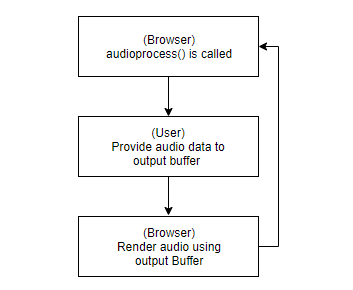 (Browser)
audioprocess() is called
(User)
Provide audio data to
output buffer
(Browser)
Render audio using
output Buffer